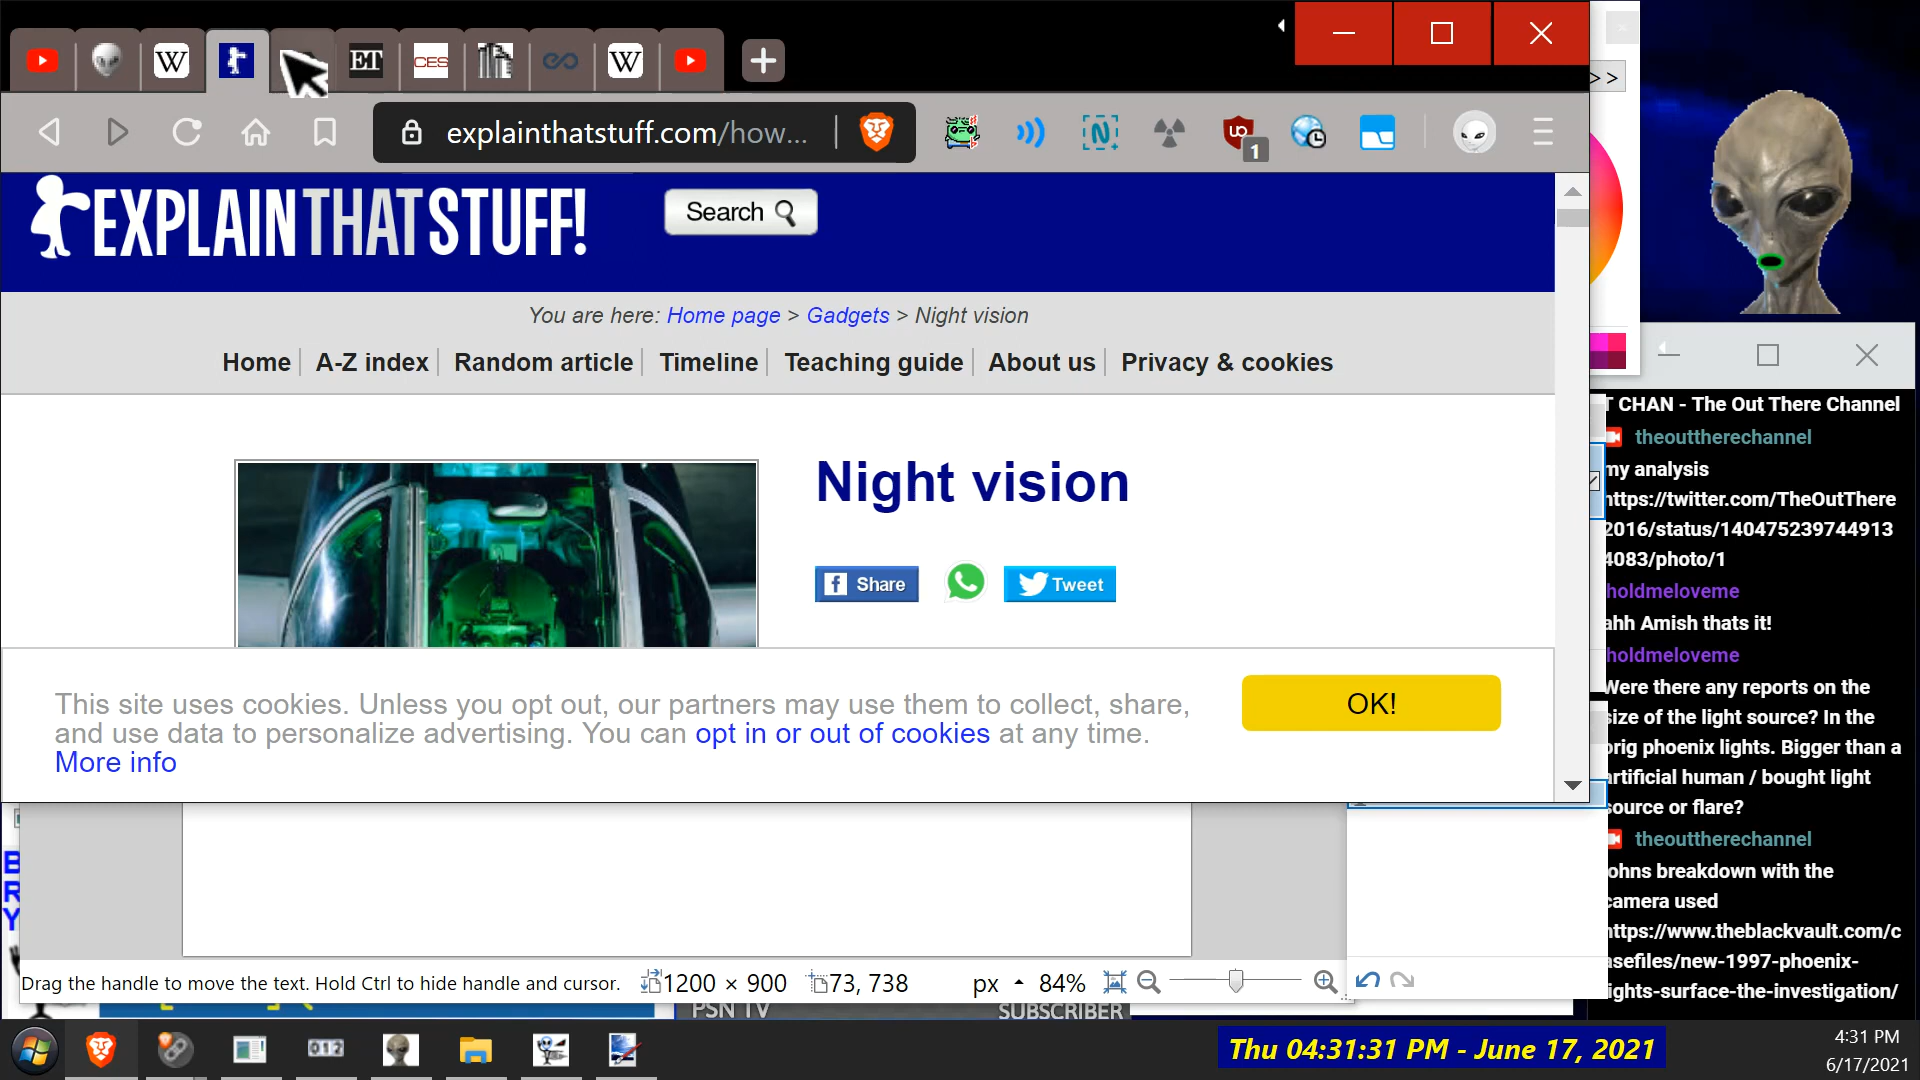 W
ET
CES
W
explainthatstuff.com/how...
1
>>
EXPLAINTHATSTUFF!
Search
You are here: Home page > Gadgets > Night vision
Home
A-Z index
Random article
Timeline
Teaching guide
About us
Privacy & cookies
Night vision
Share
Tweet
This site uses cookies. Unless you opt out, our partners may use them to collect, share,
and use data to personalize advertising. You can opt in or out of cookies at any time.
More info
OK!
T CHAN - The Out There Channel
theouttherechannel
my analysis
https://twitter.com/TheOutThere
2016/status/140475239744913
4083/photo/1
holdmeloveme
ahh Amish thats it!
holdmeloveme
Were there any reports on the
size of the light source? In the
orig phoenix lights. Bigger than a
artificial human / bought light
source or flare?
theouttherechannel
johns breakdown with the
camera used
https://www.theblackvault.com/c
asefiles/new-1997-phoenix-
lights-surface-the-investigation/
B
R
Y
Drag the handle to move the text. Hold Ctrl to hide handle and cursor.
1200 × 900
73, 738
px
84%
PSN TV
SUBSCRIBER
012
Thu 04:31:31 PM - June 17, 2021
4:31 PM
6/17/2021